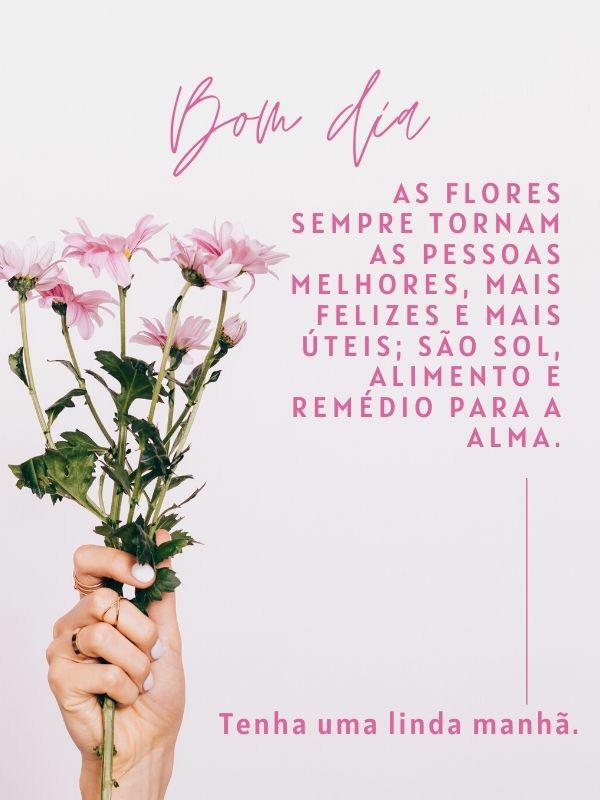 Bom dia
AS FLORES
SEMPRE TORNAM
AS PESSOAS
MELHORES, MAIS
FELIZES E MAIS
ÚTEIS; SÃO SOL,
ALIMENTO E
REMÉDIO PARA A
ALMA.
Tenha uma linda manhã.